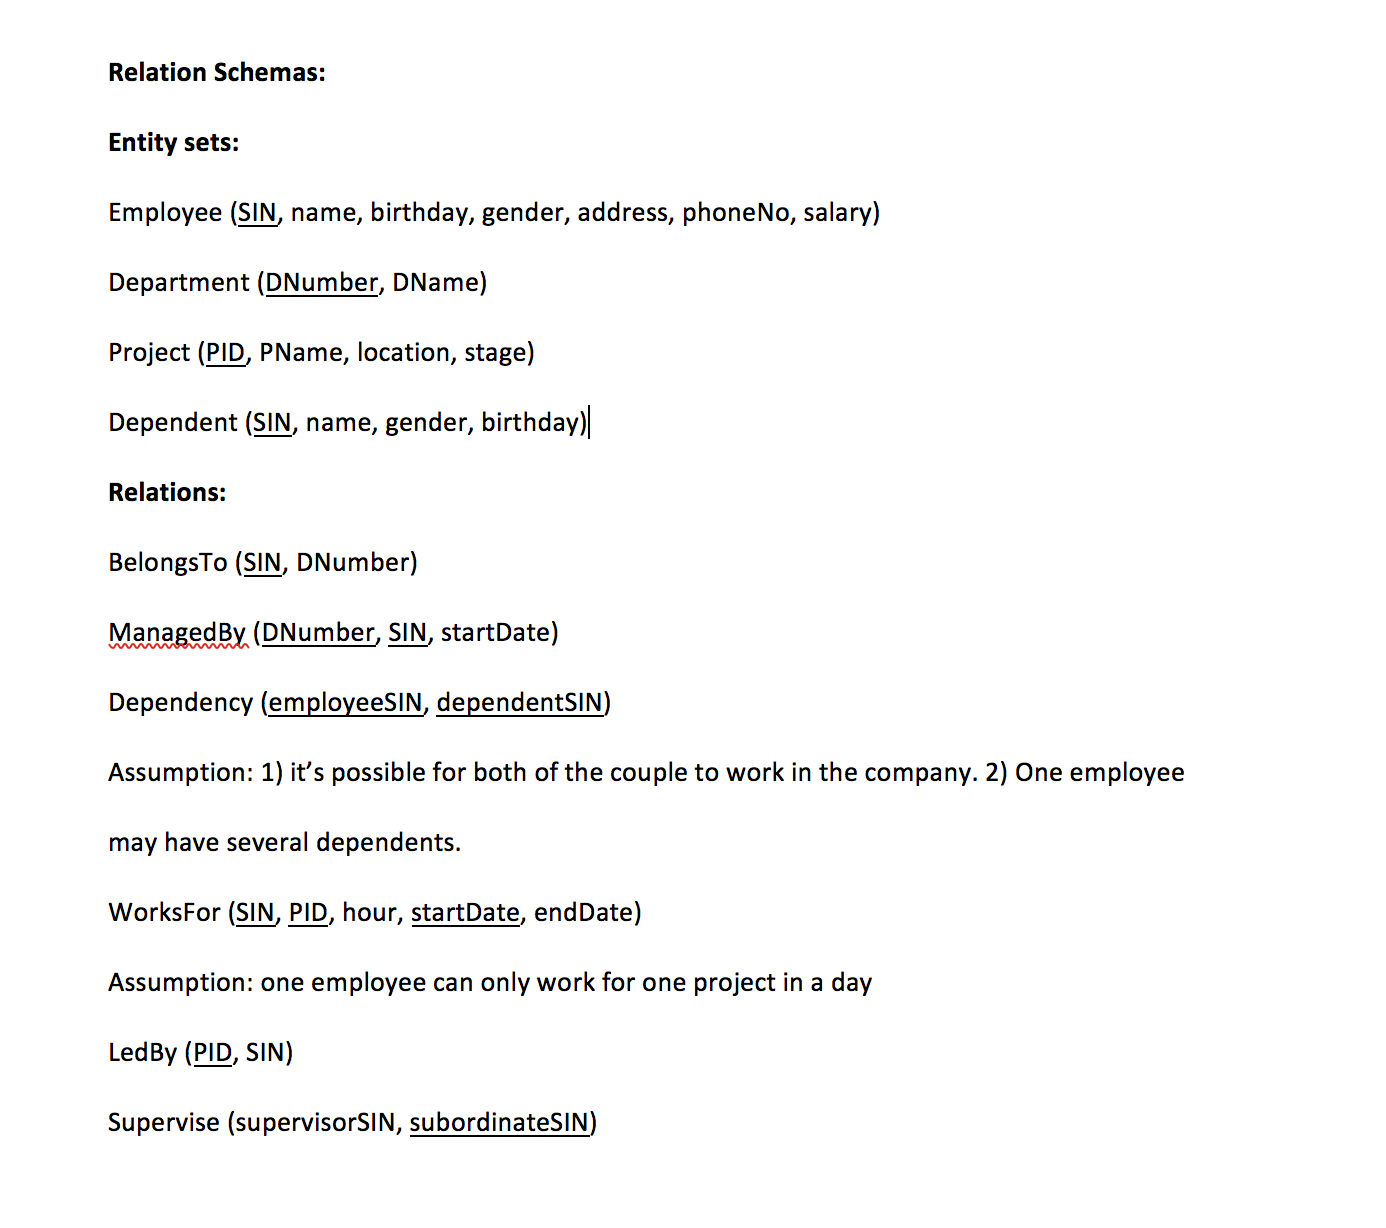 Relation Schemas:
Entity sets:
Employee (SIN, name, birthday, gender, address, phoneNo, salary)
Department (DNumber, DName)
Project (PID, PName, location, stage)
Dependent (SIN, name, gender, birthday)
Relations:
BelongsTo (SIN, DNumber)
ManagedBy (DNumber, SIN, startDate)
Dependency (employeeSIN, dependentSIN)
Assumption: 1) it’s possible for both of the couple to work in the company. 2) One employee
may have several dependents.
WorksFor (SIN, PID, hour, startDate, endDate)
Assumption: one employee can only work for one project in a day
LedBy (PID, SIN)
Supervise (supervisorSIN, subordinateSIN)